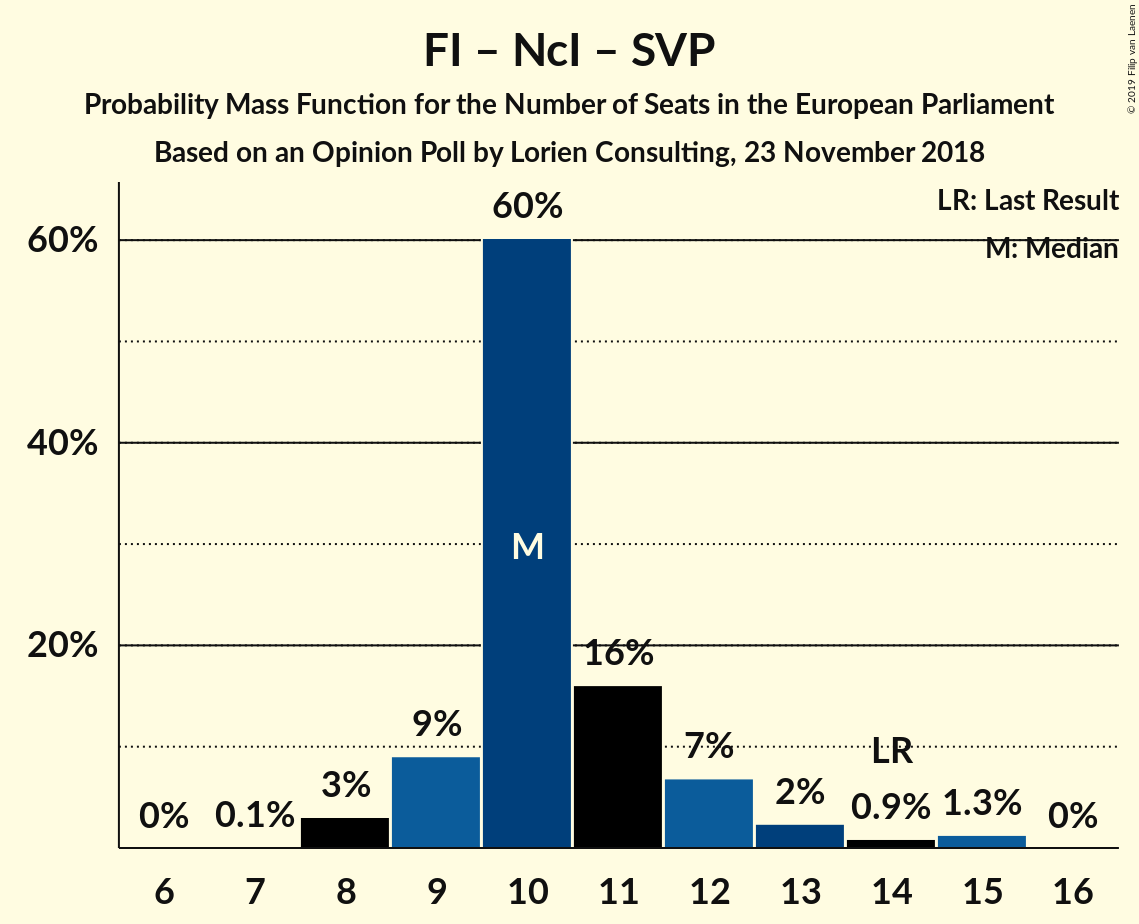 FI – NcI – SVP
Probability Mass Function for the Number of Seats in the European Parliament
Based on an Opinion Poll by Lorien Consulting, 23 November 2018
© 2019 Filip van Laenen
LR: Last Result
M: Median
60%
40%
20%
0%
0.1%
3%
9%
60%
M
16%
7%
2%
LR
0.9%
1.3%
0%
6 7 8 9 10 11 12 13 14 15 16